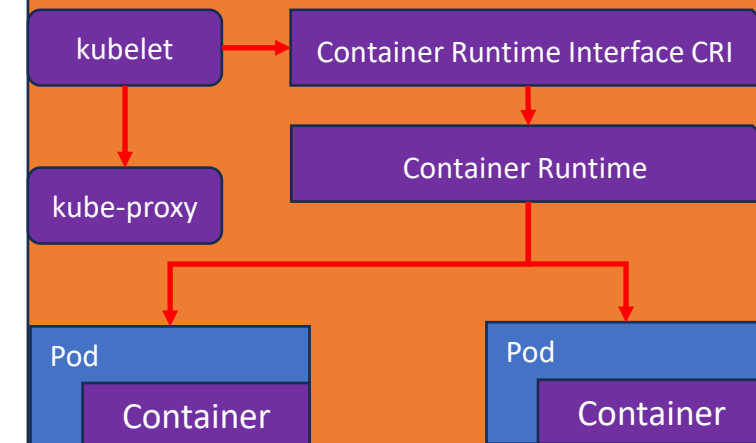 kubelet
Container Runtime Interface CRI
Container Runtime
kube-proxy
Pod
Container
Pod
Container